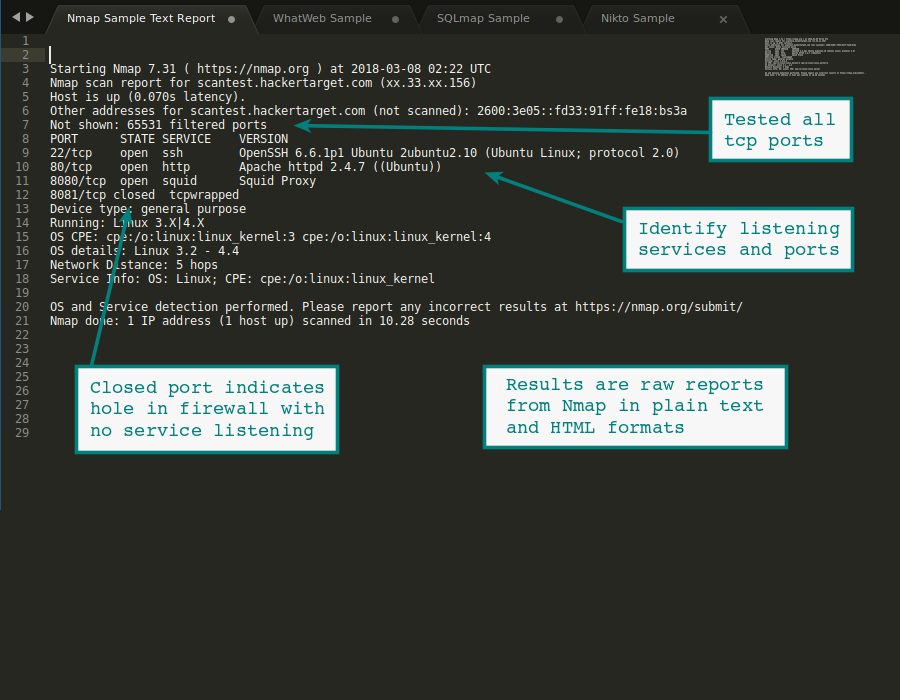 Nmap Sample Text Report
WhatWeb Sample
SQLmap Sample
Nikto Sample
1
2
3 Starting Nmap 7.31 ( https://nmap.org ) at 2018-03-08 02:22 UTC
4 Nmap scan report for scantest.hackertarget.com (xx.33.xx.156)
5 Host is up (0.070s latency).
6 Other addresses for scantest.hackertarget.com (not scanned): 2600:3e05::fd33:91ff:fe18:bs3a
7 Not shown: 65531 filtered ports
8 PORT STATE SERVICE VERSION
9 22/tcp open ssh OpenSSH 6.6.1p1 Ubuntu 2ubuntu2.10 (Ubuntu Linux; protocol 2.0)
10 80/tcp open http Apache httpd 2.4.7 ((Ubuntu))
11 8080/tcp open squid Squid Proxy
12 8081/tcp closed tcpwrapped
13 Device type: general purpose
14 Running: Linux 3.X|4.X
15 OS CPE: cpe:/o:linux:linux_kernel:3 cpe:/o:linux:linux_kernel:4
16 OS details: Linux 3.2 - 4.4
17 Network Distance: 5 hops
18 Service Info: OS: Linux; CPE: cpe:/o:linux:linux_kernel
19
20 OS and Service detection performed. Please report any incorrect results at https://nmap.org/submit/
21 Nmap done: 1 IP address (1 host up) scanned in 10.28 seconds
22
23
24
25
26
27
28
29
Tested all
tcp ports
Identify listening
services and ports
Closed port indicates
hole in firewall with
no service listening
Results are raw reports
from Nmap in plain text
and HTML formats